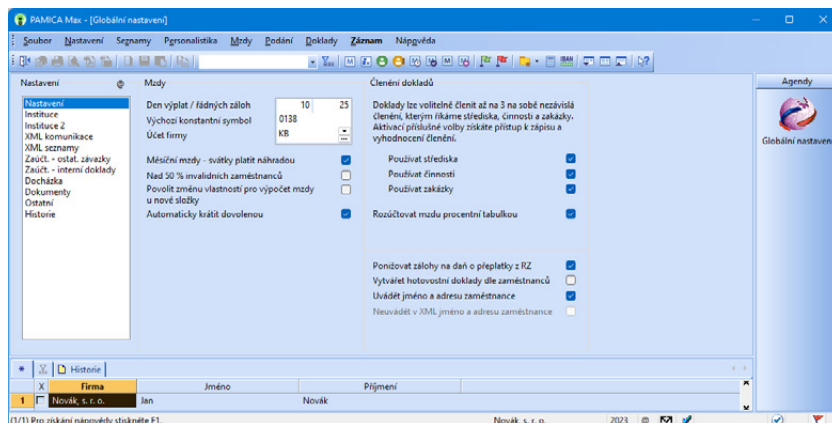 PAMICA Max - [Globální nastavení]
Soubor Nastavení Seznamy Personalistika Mzdy Podání Doklady Záznam Nápověda
Nastavení
Nastavení
Instituce
Instituce 2
XML komunikace
XML seznamy
Zaúčt. - ostat. závazky
Zaúčt. - interní doklady
Docházka
Dokumenty
Ostatní
Historie
Mzdy
Den výplat / řádných záloh 10 25
Výchozí konstantní symbol 0138
Účet firmy KB
Měsíční mzdy - svátky platit náhradou
Nad 50 % invalidních zaměstnanců
Povolit změnu vlastností pro výpočet mzdy
u nové složky
Automaticky krátit dovolenou
Členění dokladů
Doklady lze volitelně členit až na 3 na sobě nezávislá
členění, kterým říkáme střediska, činnosti a zakázky.
Aktivací příslušné volby získáte přístup k zápisu a
vyhodnocení členění.
Používat střediska
Používat činnosti
Používat zakázky
Rozúčtovat mzdu procentní tabulkou
Ponižovat zálohy na daň o přeplatky z RZ
Vytvářet hotovostní doklady dle zaměstnanců
Uvádět jméno a adresu zaměstnance
Neuvádět v XML jméno a adresu zaměstnance
Agendy
Globální nastaven
Historie
X Firma Jméno Příjmení
1 Novák, s. r. o. Jan Novák
(1/1) Pro získání nápovědy stiskněte F1. Novák, s. r. o. 2023 @